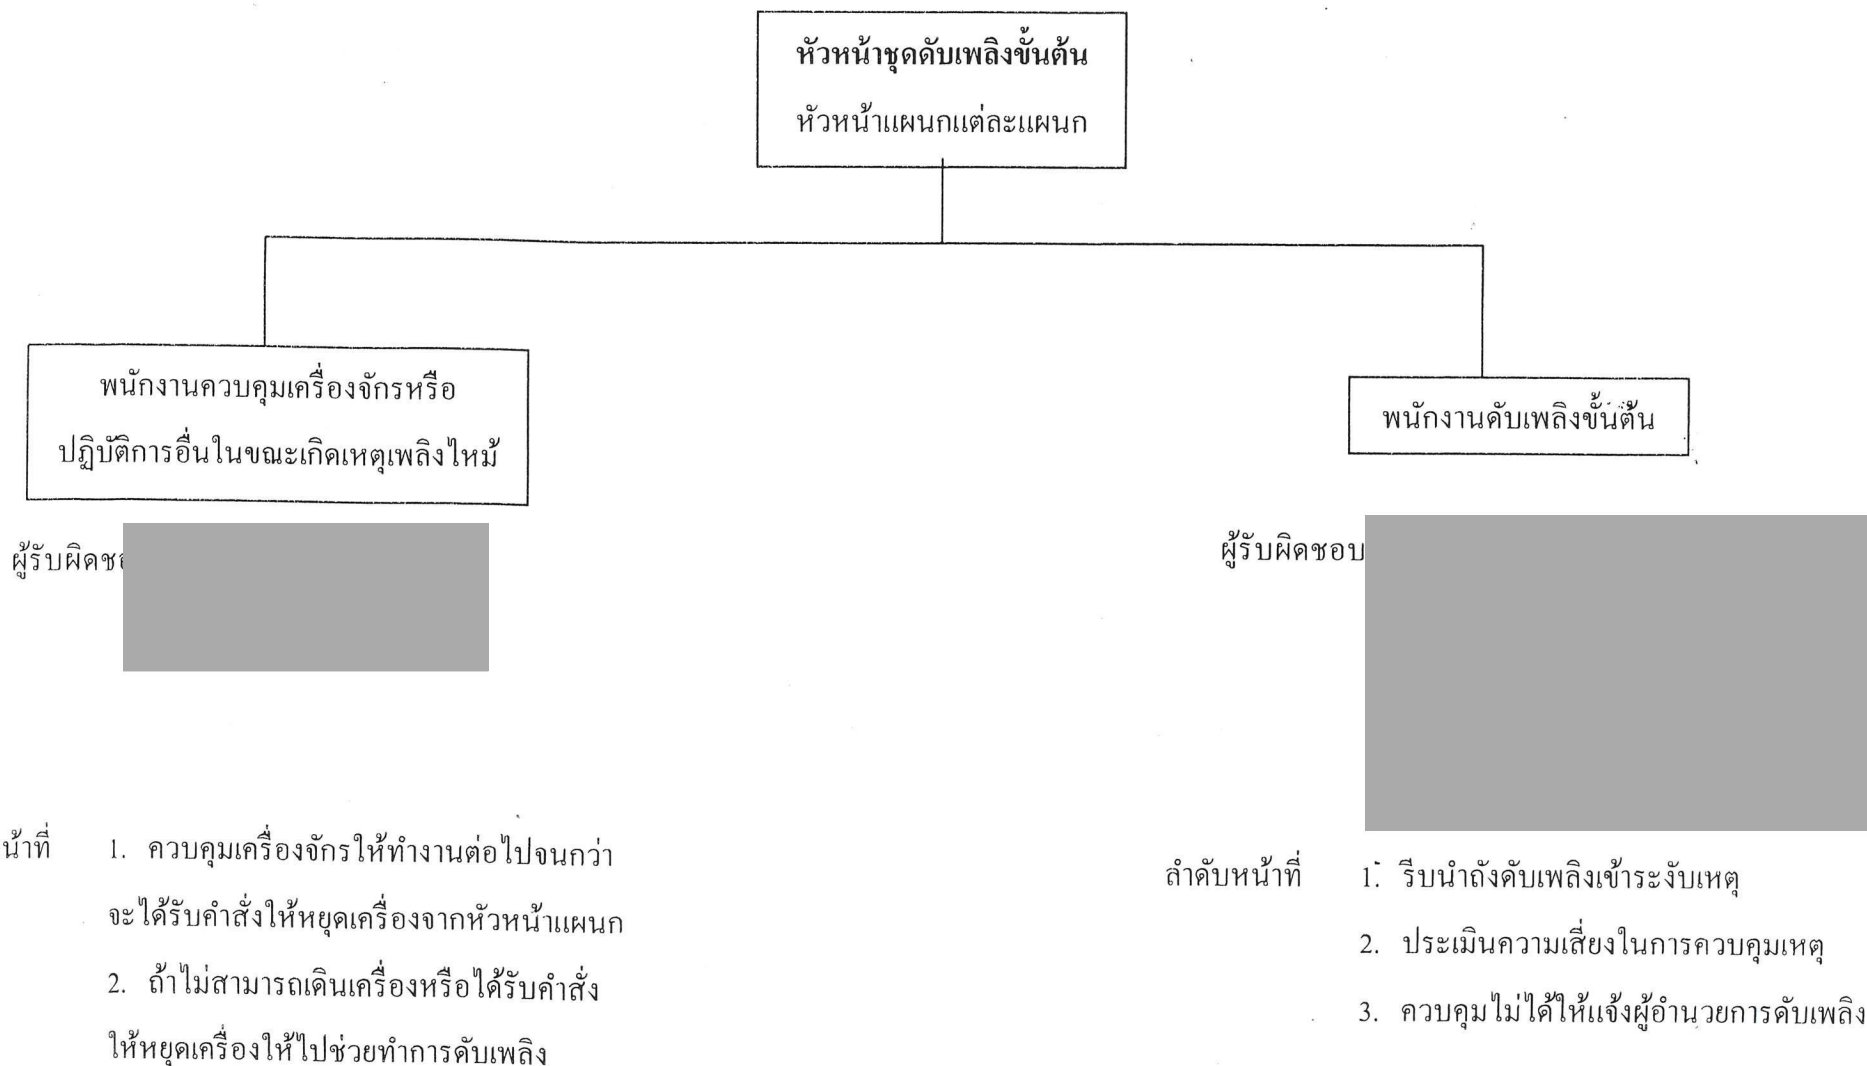 หัวหน้าชุดดับเพลิงขั้นต้น
หัวหน้าแผนกแต่ละแผนก
พนักงานควบคุมเครื่องจักรหรือ
ปฏิบัติการอื่นในขณะเกิดเหตุเพลิงไหม้
พนักงานดับเพลิงขั้นต้น
ผู้รับผิดช
ผู้รับผิดชอบ
น้าที่ 1. ควบคุมเครื่องจักรให้ทำงานต่อไปจนกว่า
จะได้รับคำสั่งให้หยุดเครื่องจากหัวหน้าแผนก
2. ถ้าไม่สามารถเดินเครื่องหรือได้รับคำสั่ง
ให้หยุดเครื่องให้ไปช่วยทำการดับเพลิง
ลำดับหน้าที่ 1. รีบนำถังดับเพลิงเข้าระงับเหตุ
2. ประเมินความเสี่ยงในการควบคุมเหตุ
3. ควบคุมไม่ได้ให้แจ้งผู้อำนวยการดับเพลิง